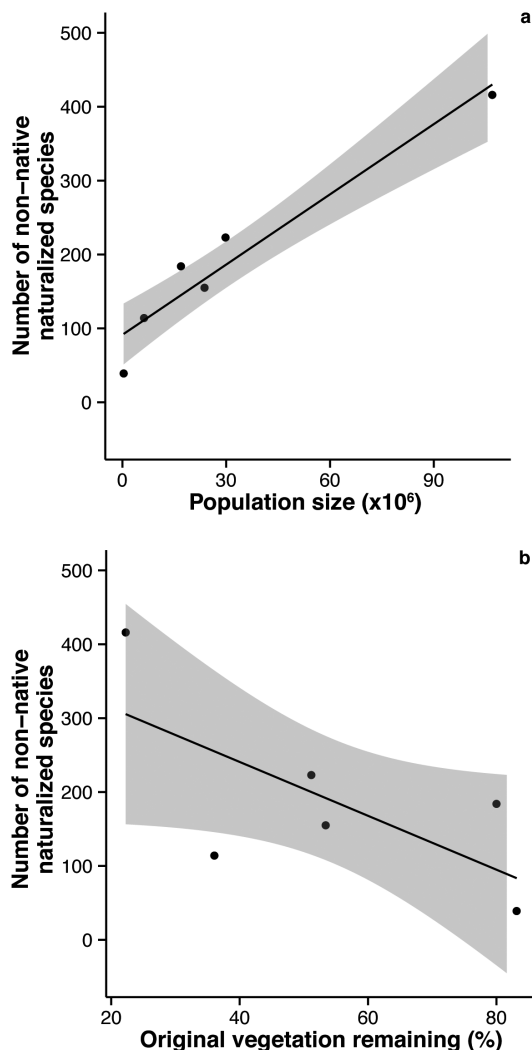 a
500
400
300
200
100
0
Number of non−native
naturalized species
0 30 60 90
Population size (x10⁶)
b
500
400
300
200
100
0
Number of non−native
naturalized species
20 40 60 80
Original vegetation remaining (%)